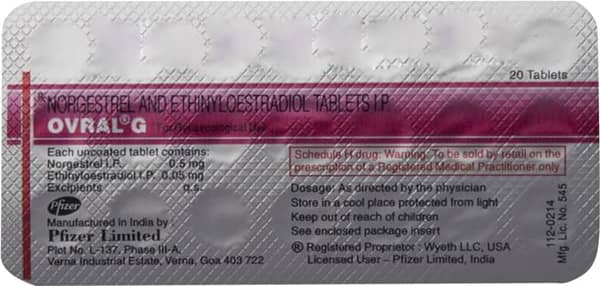 20 Tablets
NORGESTREL AND ETHINYLOESTRADIOL TABLETS I.P.
OVRAL® G For Gynaecological Use
Each uncoated tablet contains:
Norgestrel I.P. 0.5 mg
Ethinyloestradiol I.P. 0.05 mg
Excipients q.s.
Pfizer
Manufactured in India by:
Pfizer Limited
Plot No. L-137, Phase III-A,
Verna Industrial Estate, Verna, Goa 403 722
Schedule H drug: Warning: To be sold by retail on the
prescription of a Registered Medical Practitioner only.
Dosage: As directed by the physician
Store in a cool place protected from light
Keep out of reach of children
See enclosed package insert
® Registered Proprietor : Wyeth LLC, USA
Licensed User – Pfizer Limited, India
112-0214
Mfg. Lic. No. 545